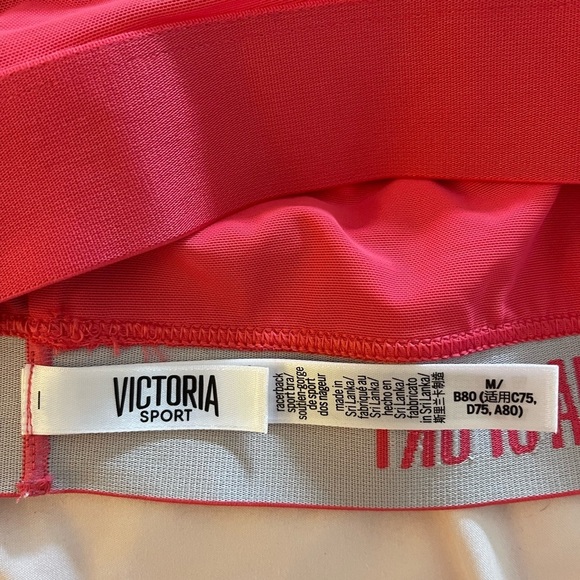 VICTORIA
SPORT
racerback
sport bra/
soutien-gorge
de sport
dos nageur
made in
Sri Lanka/
fabriqué au
Sri Lanka/
hecho en
Sri Lanka/
fabricado
in Sri Lanka/
斯里兰卡制造
M/
B80 (适用C75,
D75, A80)